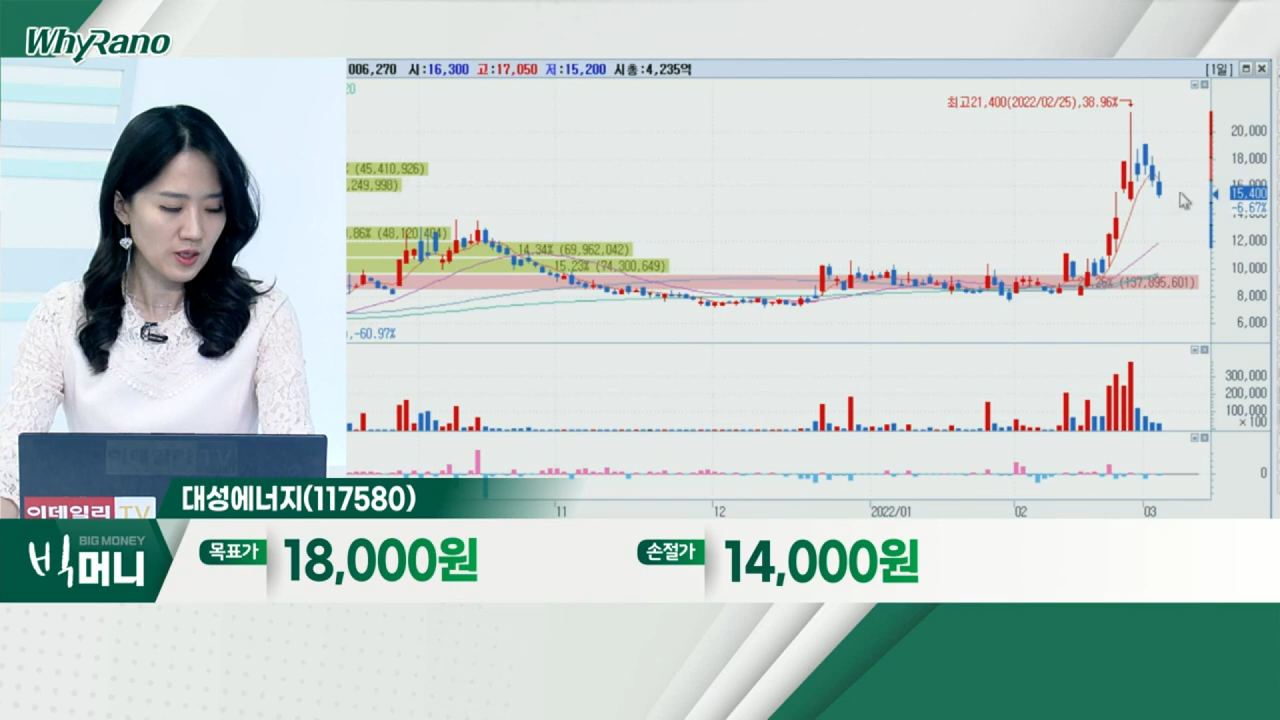 WhyRano
006,270 시:16,300 고:17,050 저:15,200 시총:4,235억
[1일]
20
최고21,400(2022/02/25),38.96%
% (45,410,926)
,249,998)
.86% (48,120,404)
14.34% (69,962,042)
15.23% (74,300,649)
.26% (137,895,601)
,-60.97%
20,000
18,000
16,000
15,400
-6.67%
14,000
12,000
10,000
8,000
6,000
300,000
200,000
100,000
×100
0
11
12
2022/01
02
03
이데일리 TV
대성에너지(117580)
BIG MONEY
빅머니
목표가 18,000원
손절가 14,000원